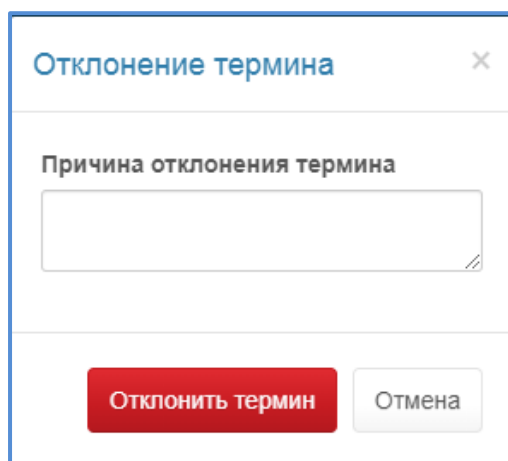 Отклонение термина ×
Причина отклонения термина
Отклонить термин Отмена